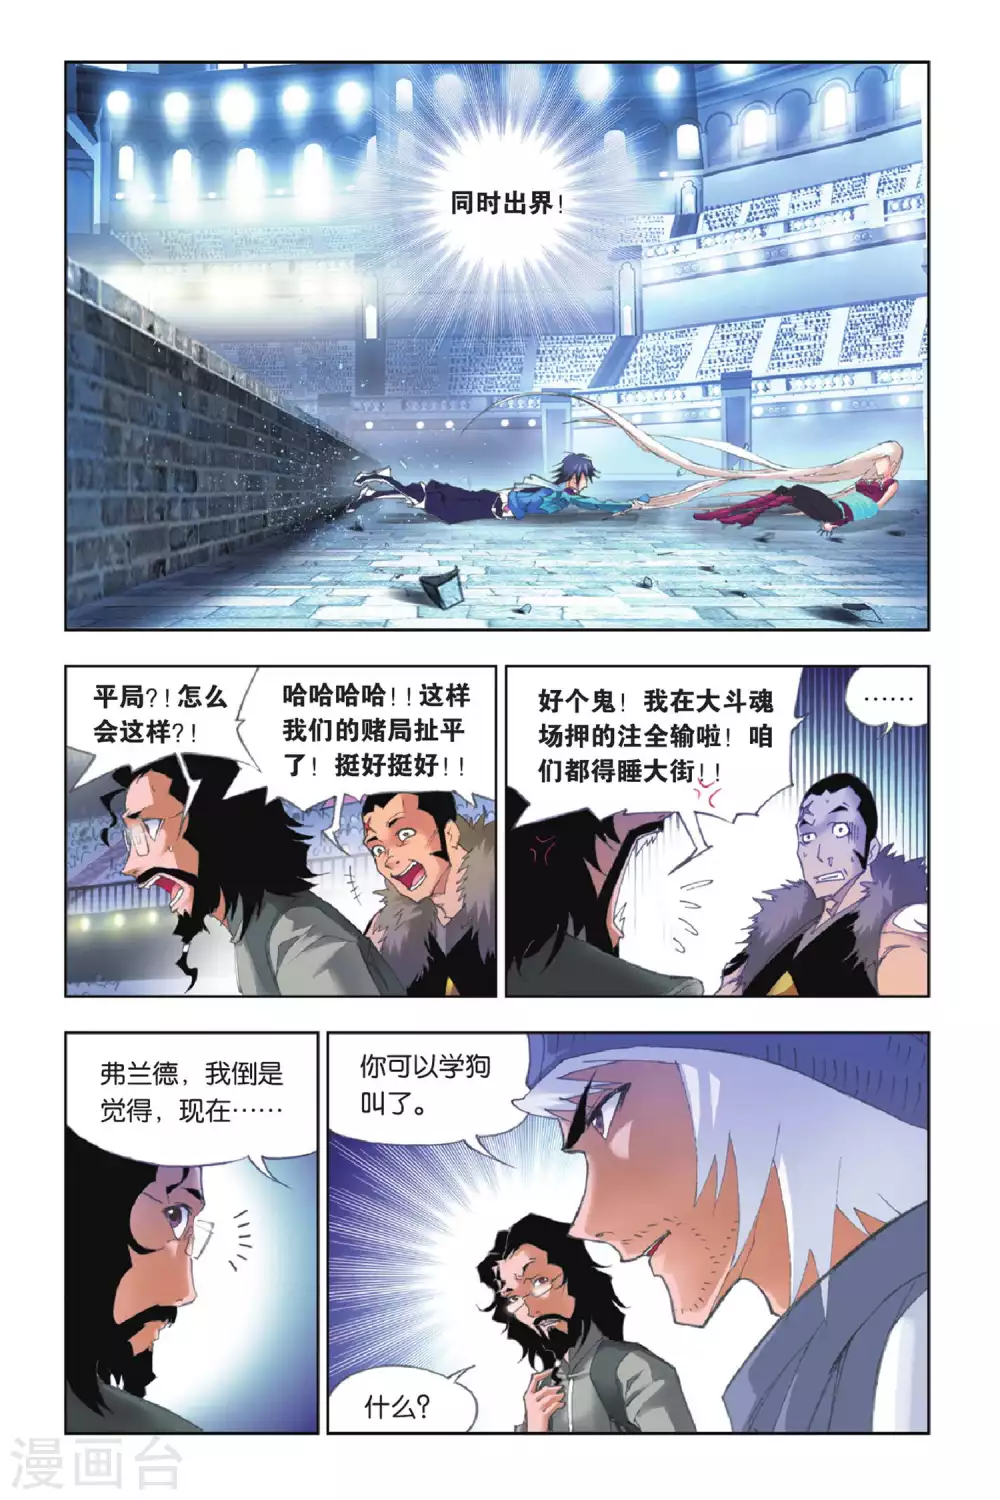 同时出界！
平局？！怎么
会这样？！
哈哈哈哈！！这样
我们的赌局扯平
了！挺好挺好！！
好个鬼！我在大斗魂
场押的注全输啦！咱
们都得睡大街！！
……
弗兰德，我倒是
觉得，现在……
你可以学狗
叫了。
什么？
漫画台